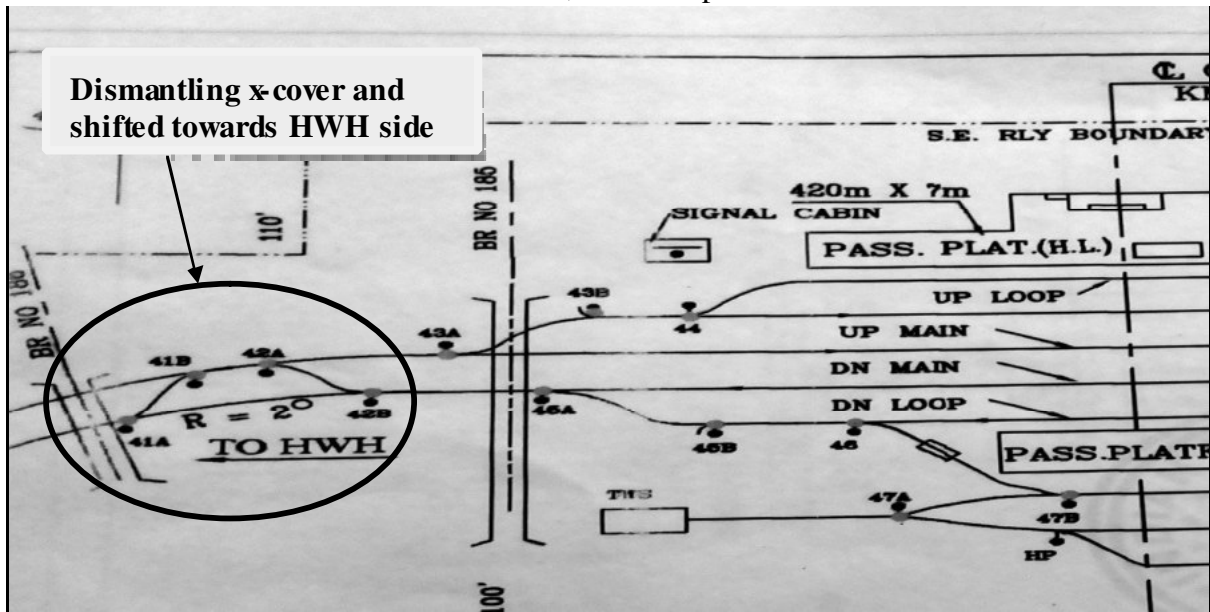 Dismantling x-cover and
shifted towards HWH side
S.E. RLY BOUNDARY
BR NO 185
110'
420m X 7m
SIGNAL CABIN
PASS. PLAT.(H.L.)
UP LOOP
UP MAIN
DN MAIN
DN LOOP
BR NO 186
41B
42A
43A
43B
44
41A
R = 2°
42B
TO HWH
45A
45B
46
PASS.PLATF
47A
47B
HP
100'